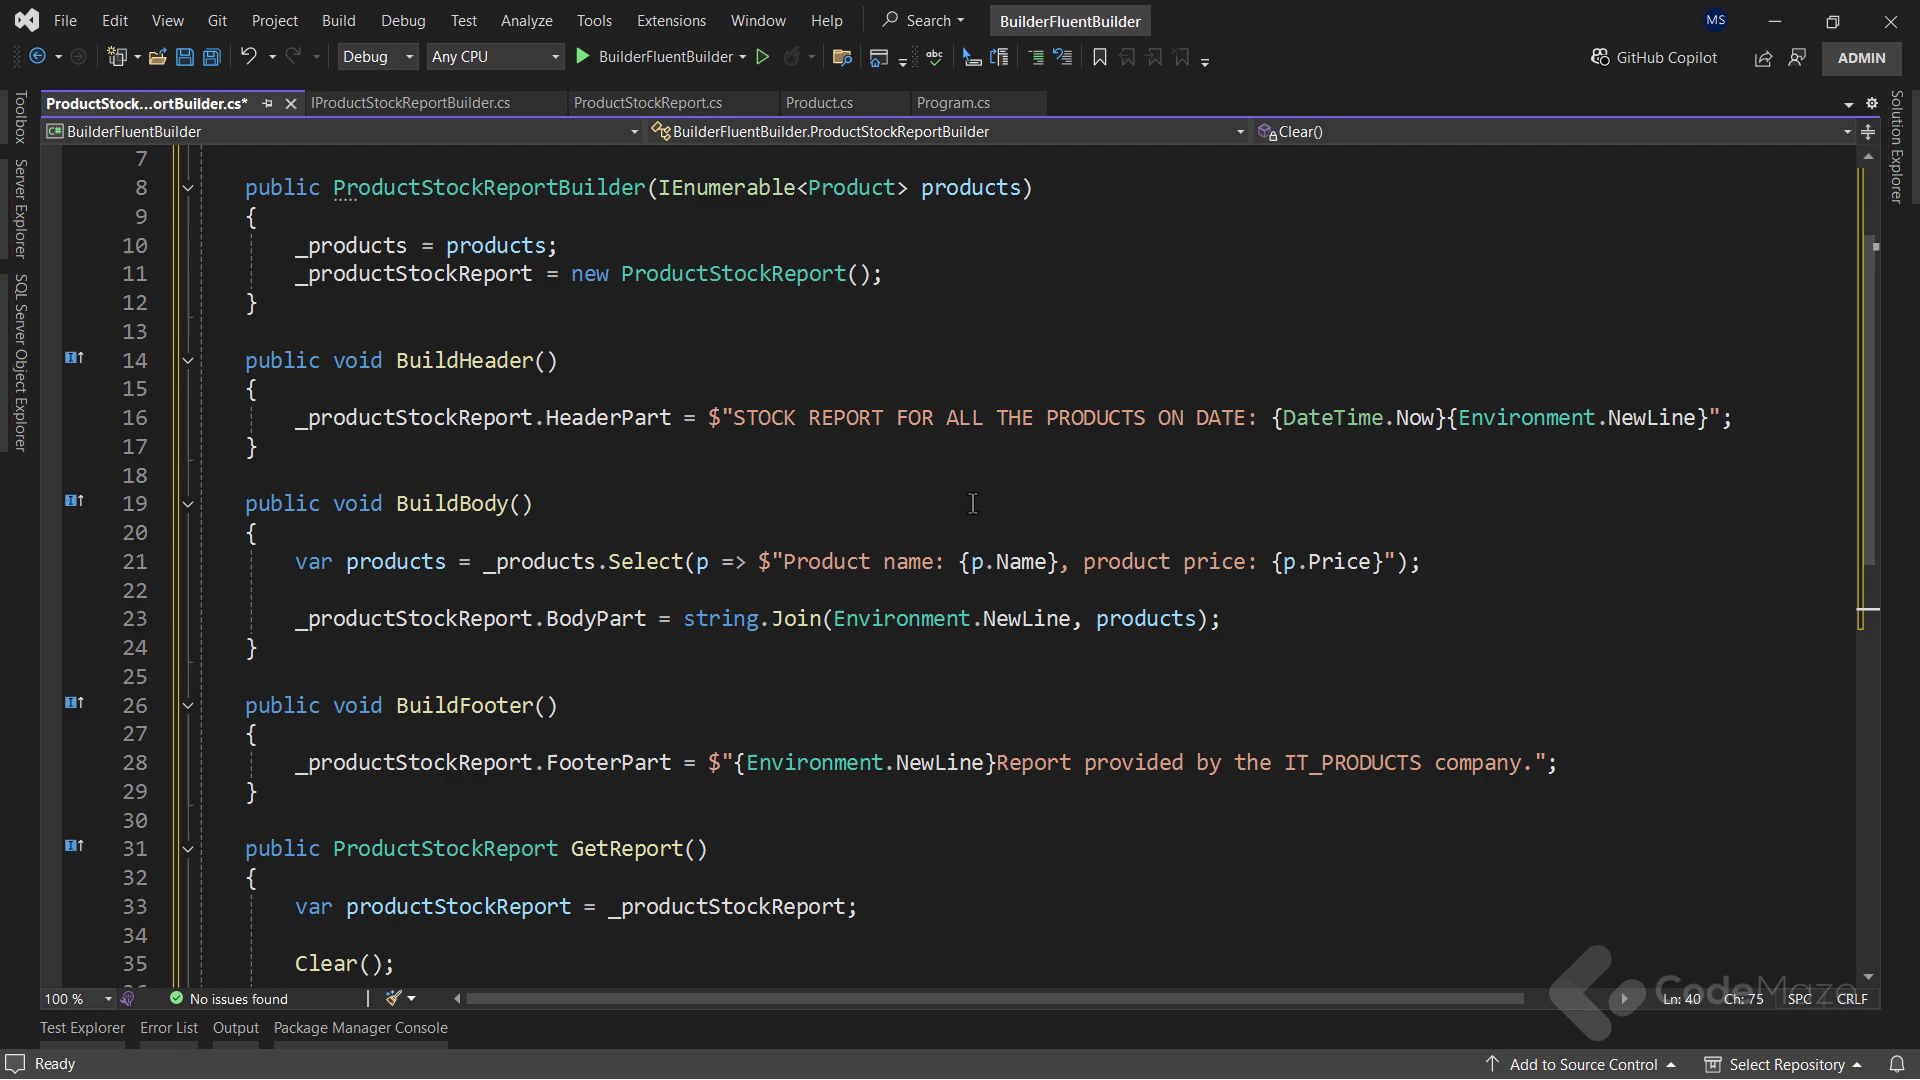 File Edit View Git Project Build Debug Test Analyze Tools Extensions Window Help Search BuilderFluentBuilder MS
Debug Any CPU BuilderFluentBuilder GitHub Copilot ADMIN
ProductStock...ortBuilder.cs* IProductStockReportBuilder.cs ProductStockReport.cs Product.cs Program.cs
BuilderFluentBuilder BuilderFluentBuilder.ProductStockReportBuilder Clear()
Toolbox
Server Explorer
SQL Server Object Explorer
Solution Explorer
7
8 public ProductStockReportBuilder(IEnumerable<Product> products)
9 {
10 _products = products;
11 _productStockReport = new ProductStockReport();
12 }
13
14 public void BuildHeader()
15 {
16 _productStockReport.HeaderPart = $"STOCK REPORT FOR ALL THE PRODUCTS ON DATE: {DateTime.Now}{Environment.NewLine}";
17 }
18
19 public void BuildBody()
20 {
21 var products = _products.Select(p => $"Product name: {p.Name}, product price: {p.Price}");
22
23 _productStockReport.BodyPart = string.Join(Environment.NewLine, products);
24 }
25
26 public void BuildFooter()
27 {
28 _productStockReport.FooterPart = $"{Environment.NewLine}Report provided by the IT_PRODUCTS company.";
29 }
30
31 public ProductStockReport GetReport()
32 {
33 var productStockReport = _productStockReport;
34
35 Clear();
100 % No issues found Ln: 40 Ch: 75 SPC CRLF
CodeMaze
Test Explorer Error List Output Package Manager Console
Ready Add to Source Control Select Repository